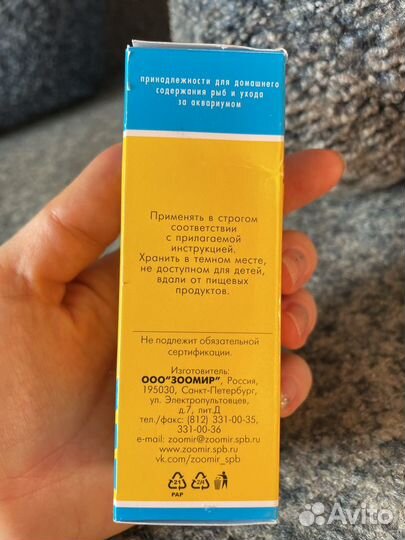 принадлежности для домашнего
содержания рыб и ухода
за аквариумом
Применять в строгом
соответствии
с прилагаемой
инструкцией.
Хранить в темном месте,
не доступном для детей,
вдали от пищевых
продуктов.
Не подлежит обязательной
сертификации.
Изготовитель:
ООО"ЗООМИР", Россия,
195030, Санкт-Петербург,
ул. Электропультовцев,
д.7, лит.Д
тел./факс: (812) 331-00-35,
331-00-36
e-mail: zoomir@zoomir.spb.ru
www.zoomir.spb.ru
vk.com/zoomir_spb
21
PAP
Avito